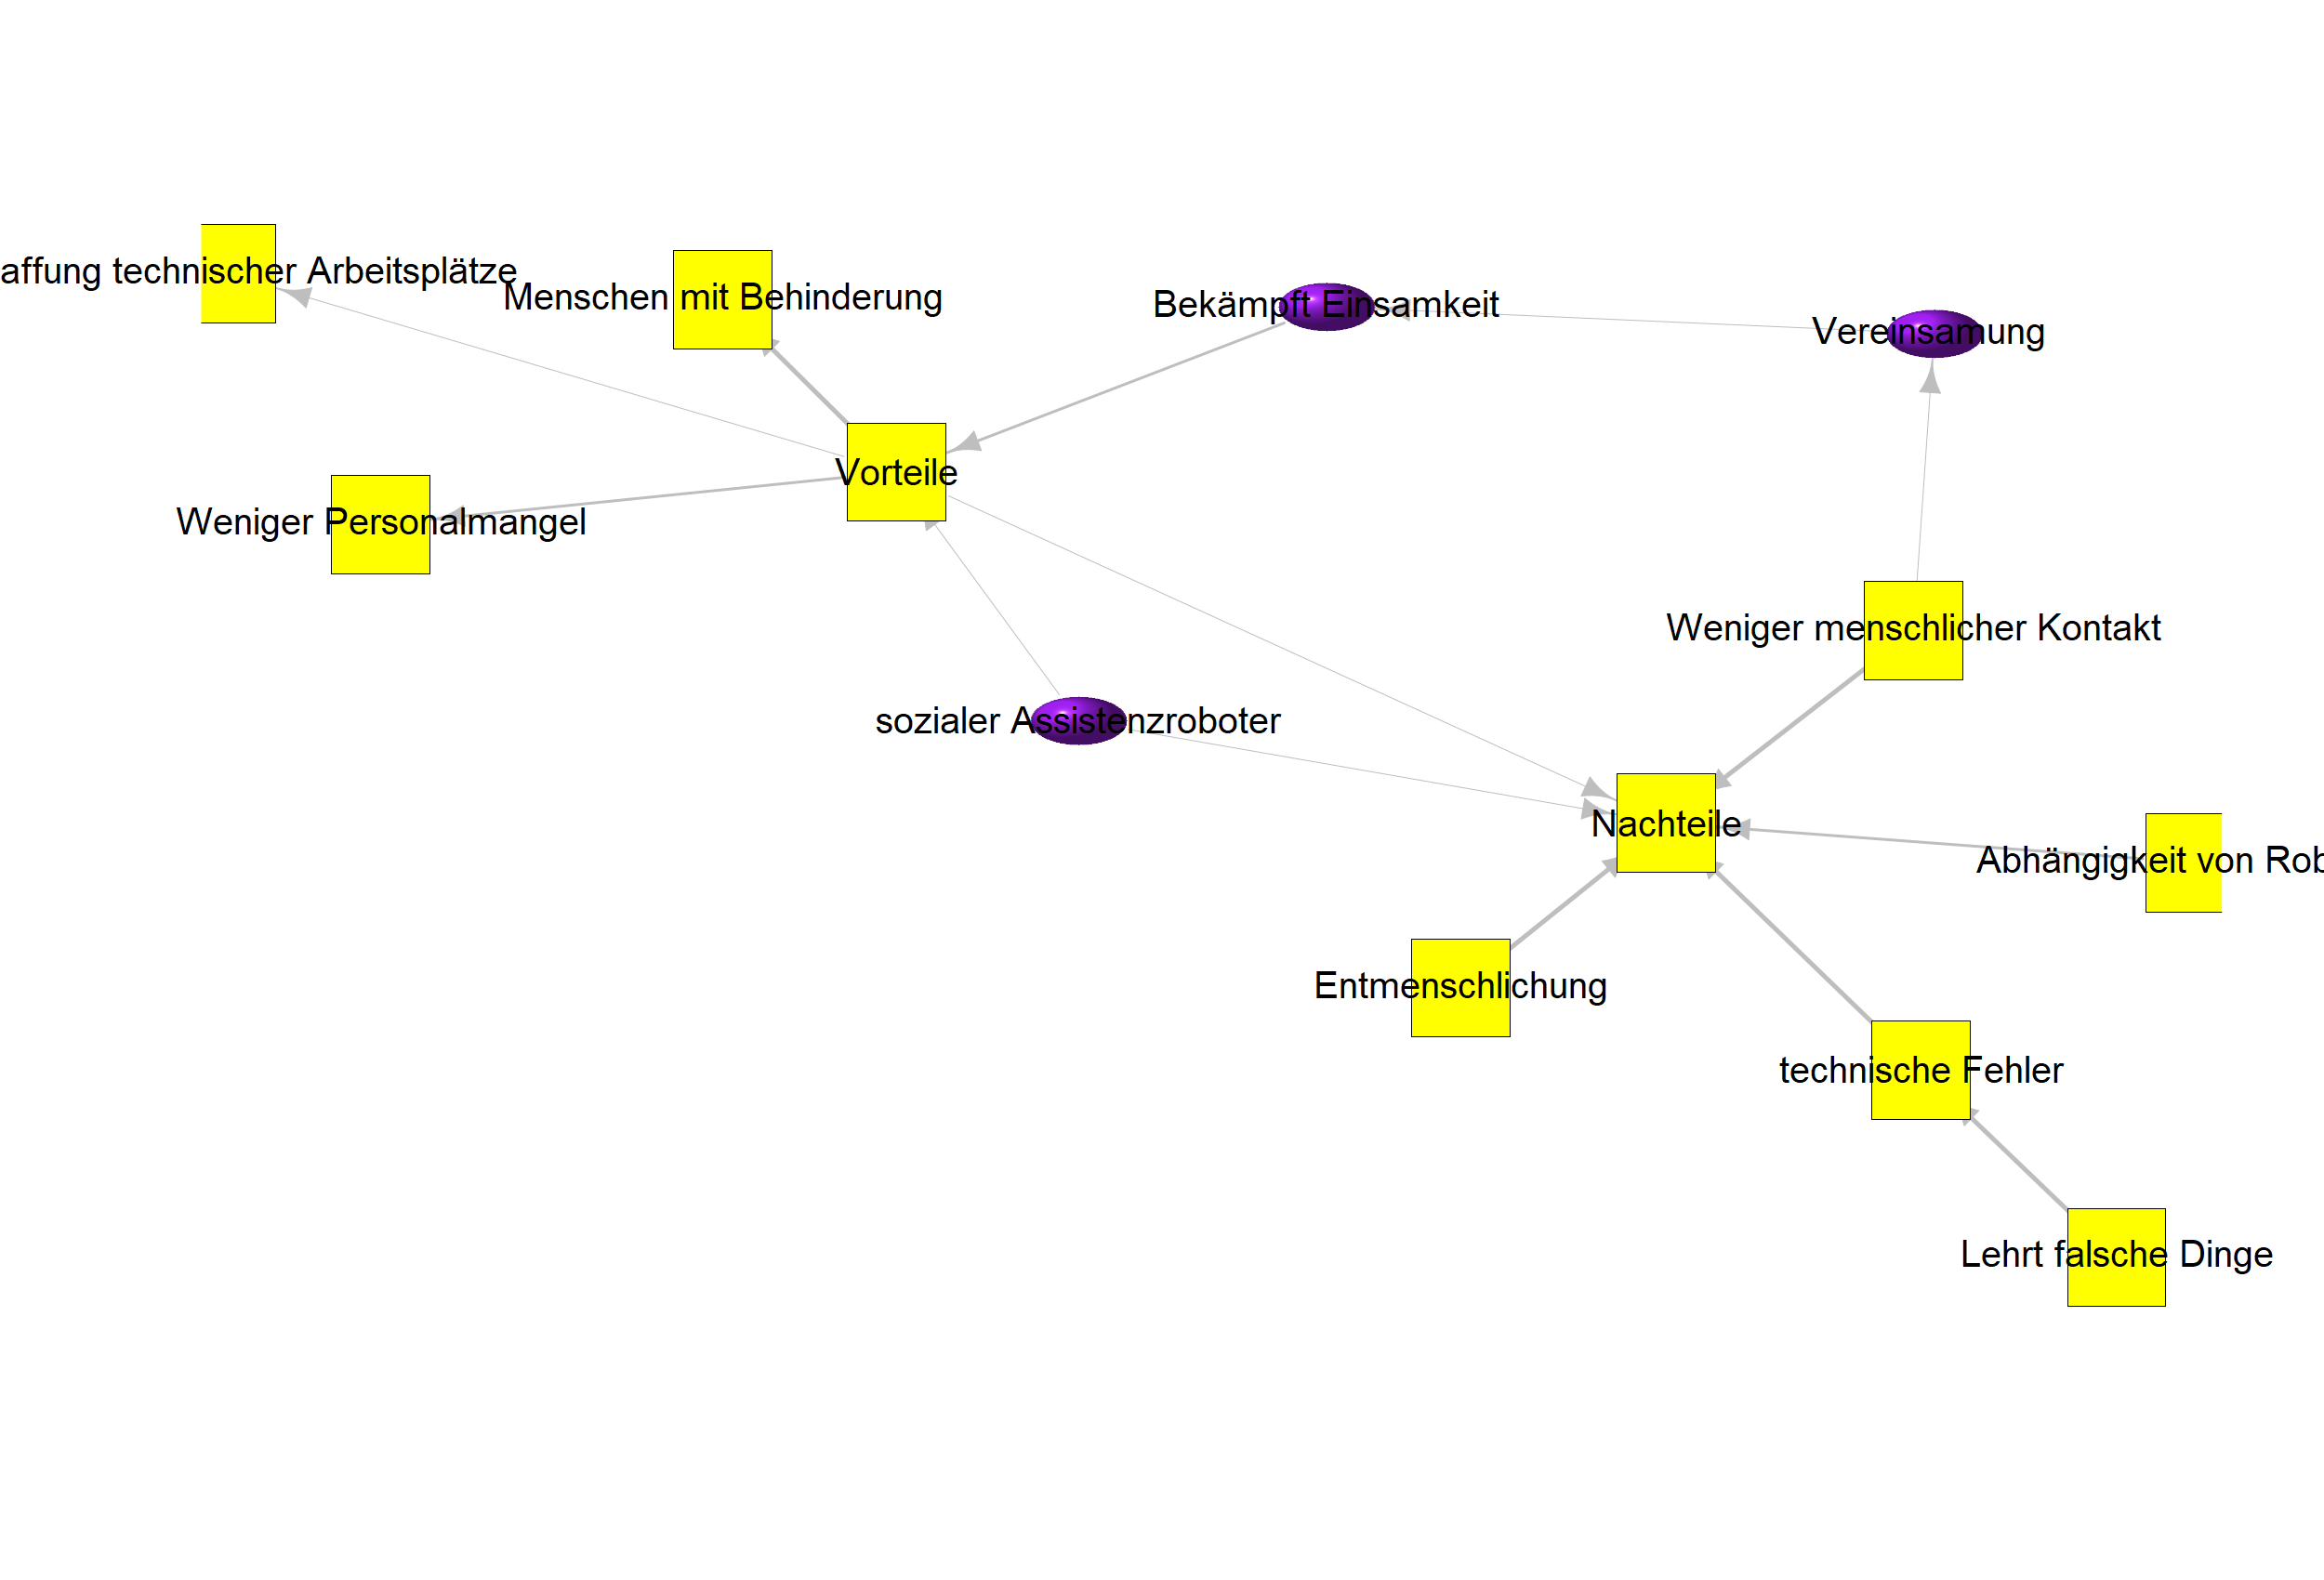 affung technischer Arbeitsplätze
Menschen mit Behinderung
Bekämpft Einsamkeit
Vereinsamung
Vorteile
Weniger Personalmangel
Weniger menschlicher Kontakt
sozialer Assistenzroboter
Nachteile
Abhängigkeit von Rob
Entmenschlichung
technische Fehler
Lehrt falsche Dinge